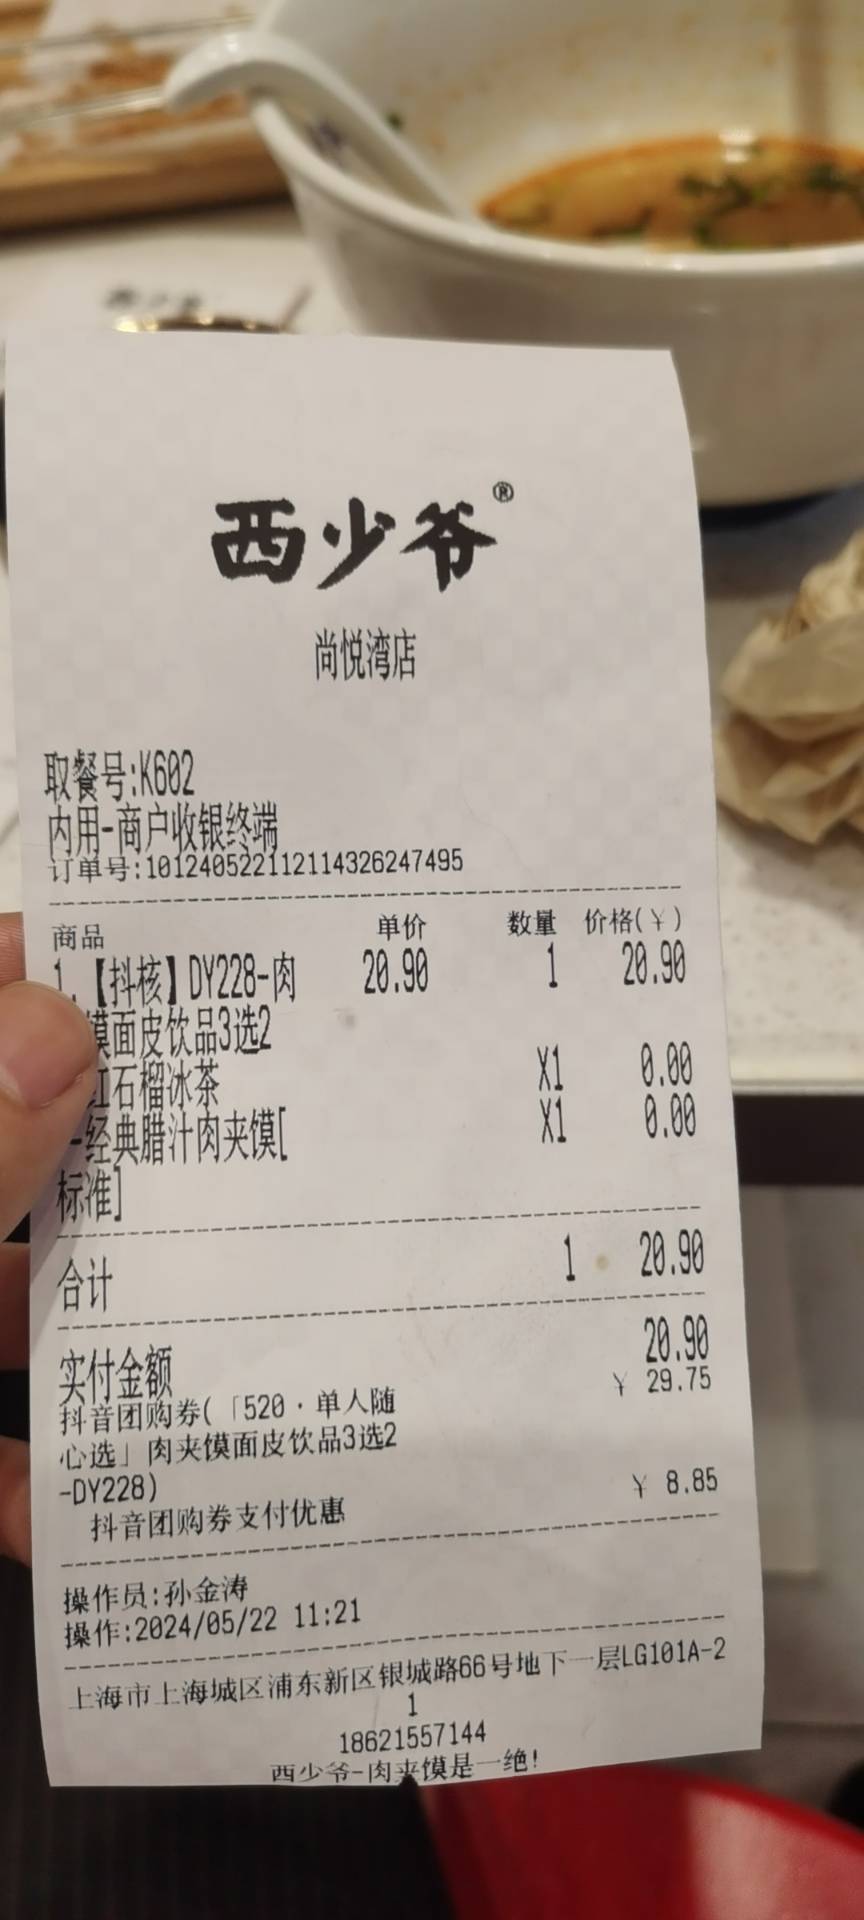 西少爷®
尚悦湾店
取餐号:K602
内用-商户收银终端
订单号:101240522112114326247495
商品 单价 数量 价格(¥)
1.【抖核】DY228-肉 20.90 1 20.90
馍面皮饮品3选2
红石榴冰茶 X1 0.00
-经典腊汁肉夹馍[ X1 0.00
标准]
合计 1 20.90
实付金额 20.90
抖音团购券(「520·单人随 ¥ 29.75
心选」肉夹馍面皮饮品3选2
-DY228)
抖音团购券支付优惠 ¥ 8.85
操作员:孙金涛
操作:2024/05/22 11:21
上海市上海城区浦东新区银城路66号地下一层LG101A-2
1
18621557144
西少爷-肉夹馍是一绝!